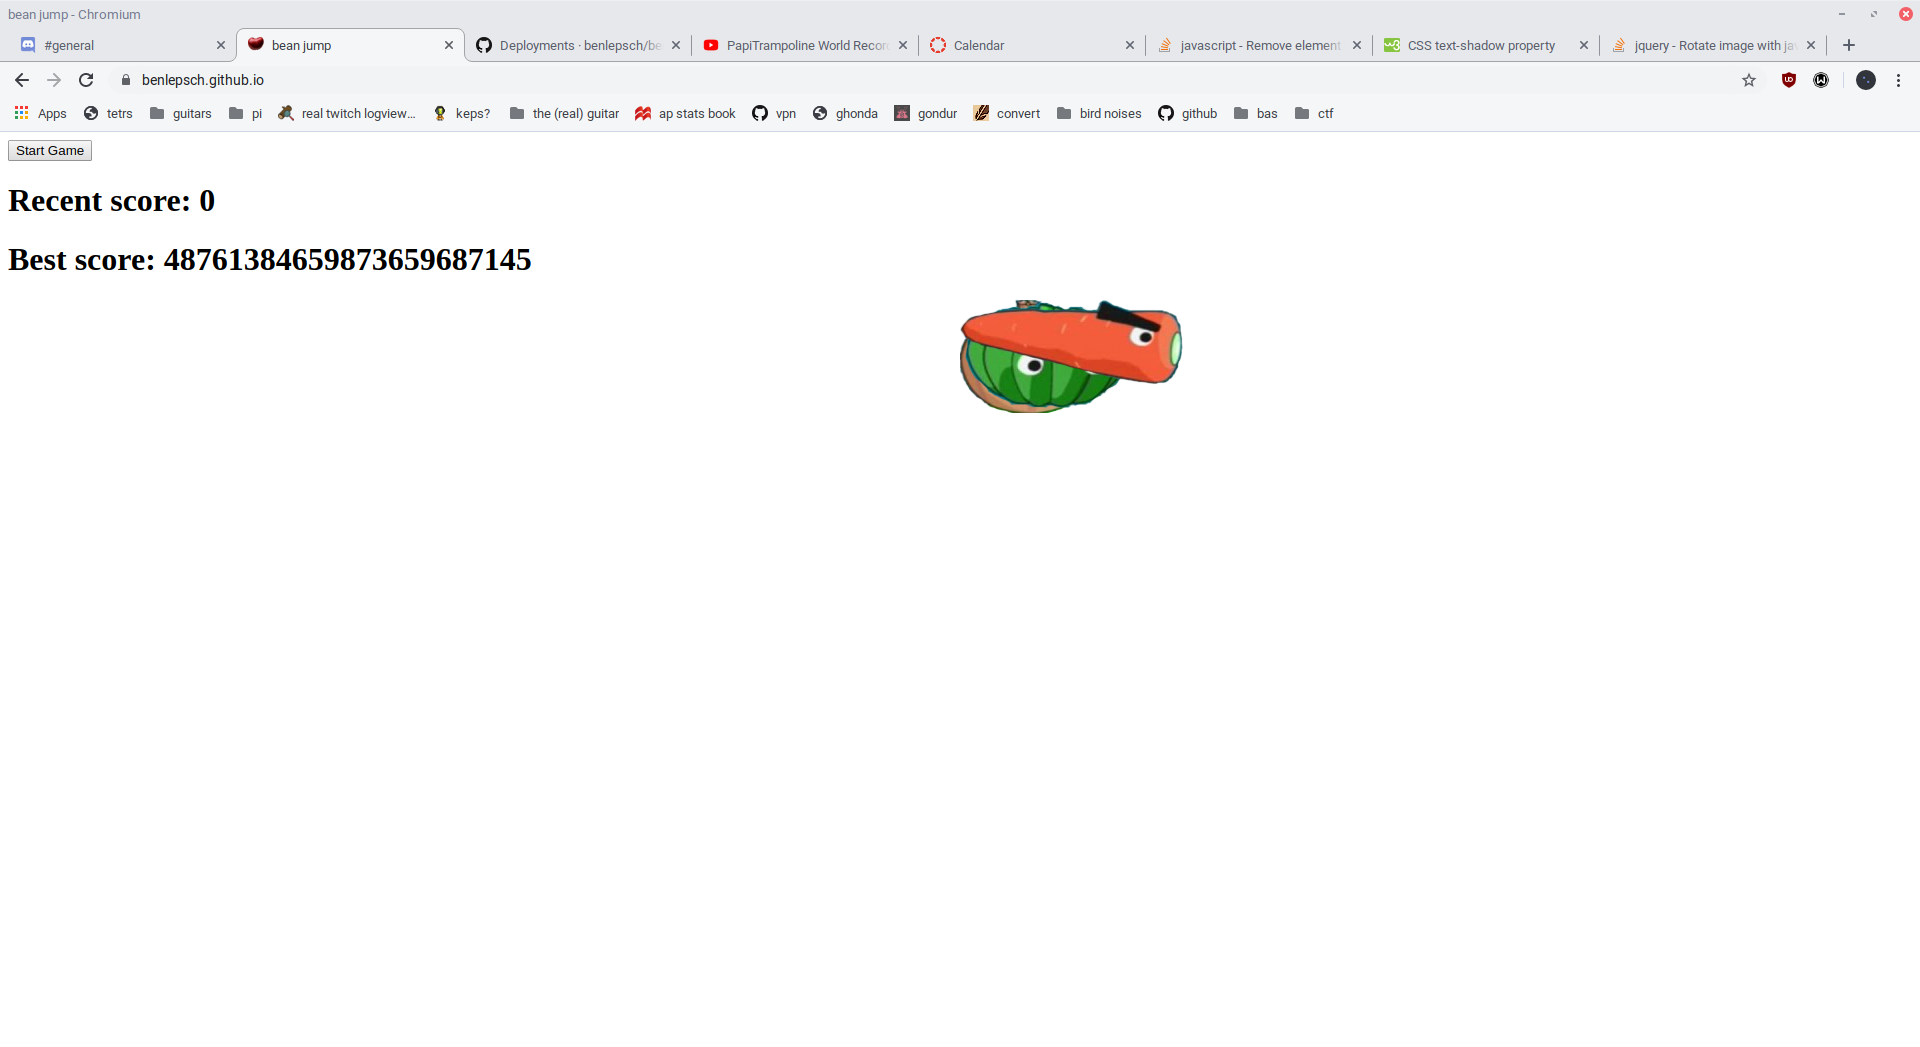 bean jump - Chromium
#general
bean jump
Deployments · benlepsch/be
PapiTrampoline World Recor
Calendar
javascript - Remove element
CSS text-shadow property
jquery - Rotate image with ja
benlepsch.github.io
Apps
tetrs
guitars
pi
real twitch logview...
keps?
the (real) guitar
ap stats book
vpn
ghonda
gondur
convert
bird noises
github
bas
ctf
Start Game
Recent score: 0
Best score: 48761384659873659687145